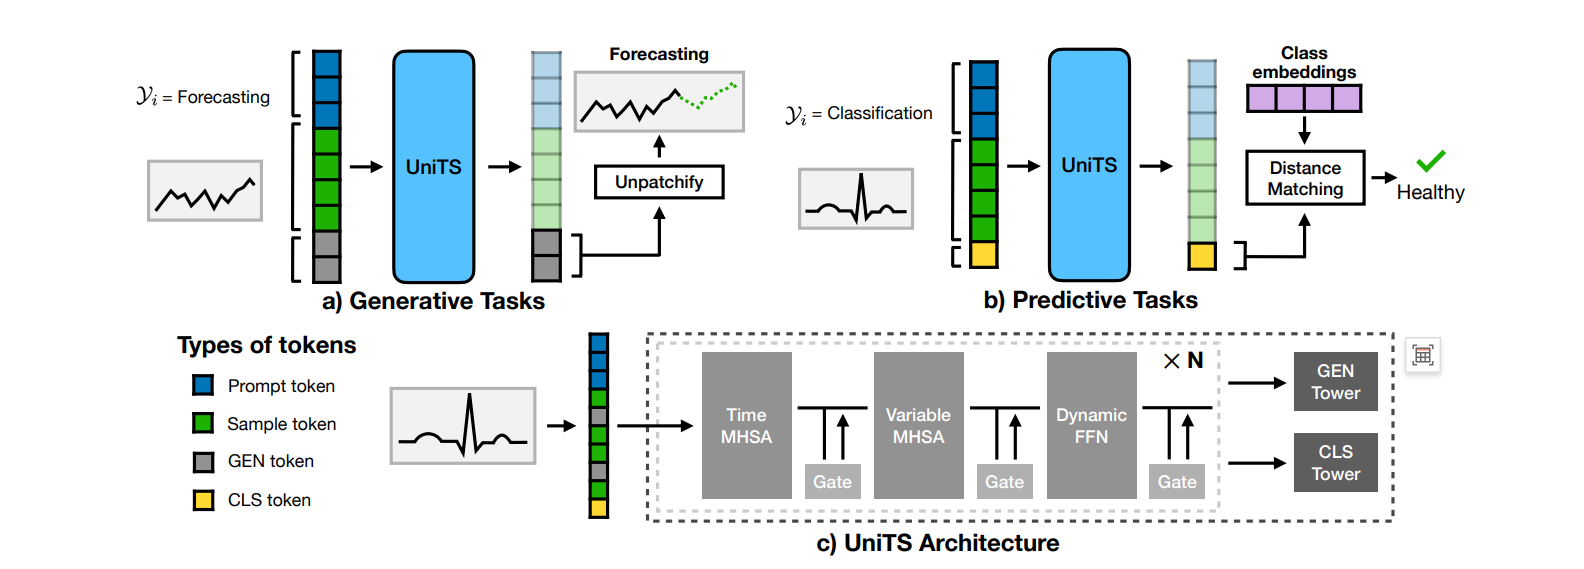 Forecasting
𝒴ᵢ = Forecasting
UniTS
Unpatchify
a) Generative Tasks
Class
embeddings
𝒴ᵢ = Classification
UniTS
Distance
Matching
Healthy
b) Predictive Tasks
Types of tokens
Prompt token
Sample token
GEN token
CLS token
× N
Time
MHSA
Gate
Variable
MHSA
Gate
Dynamic
FFN
Gate
GEN
Tower
CLS
Tower
c) UniTS Architecture